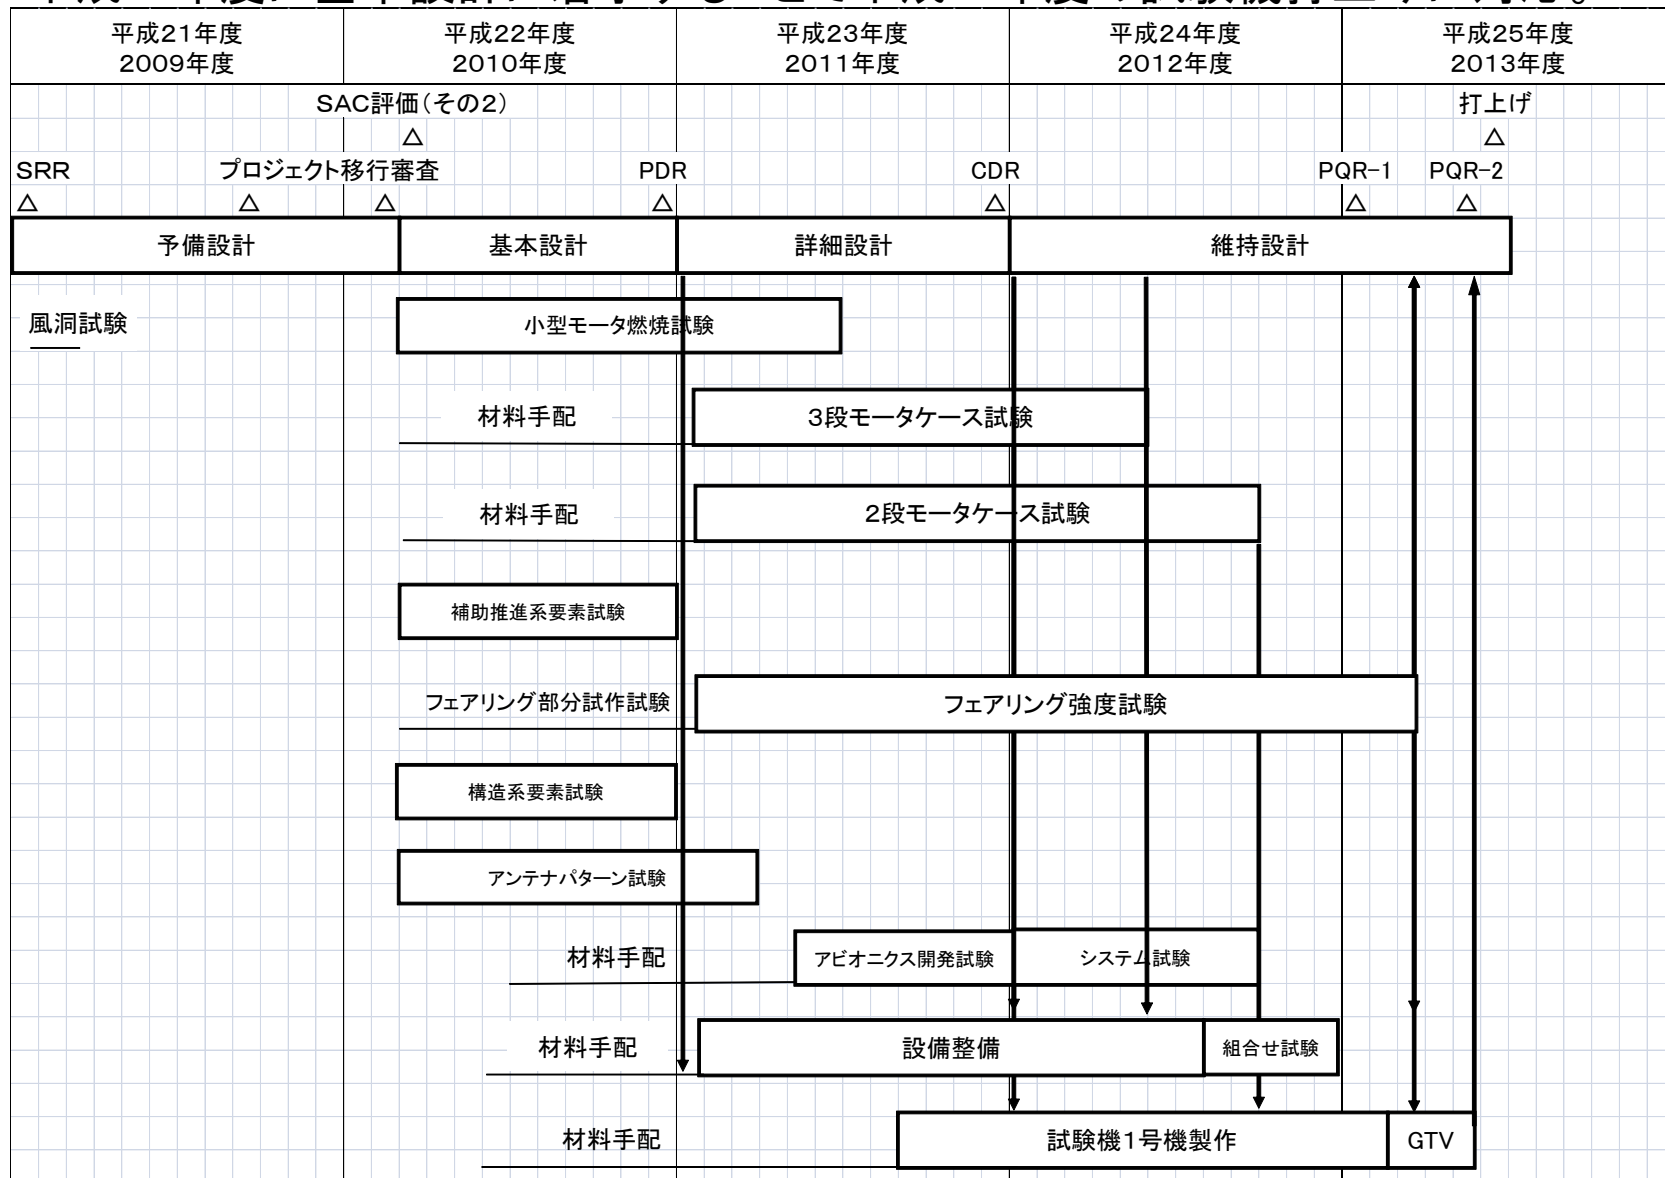 平成21年度
2009年度
平成22年度
2010年度
平成23年度
2011年度
平成24年度
2012年度
平成25年度
2013年度
SAC評価(その2)
打上げ
△
△
SRR
プロジェクト移行審査
PDR
CDR
PQR-1
PQR-2
△
△
△
△
△
△
△
予備設計
基本設計
詳細設計
維持設計
風洞試験
小型モータ燃焼試験
材料手配
3段モータケース試験
材料手配
2段モータケース試験
補助推進系要素試験
フェアリング部分試作試験
フェアリング強度試験
構造系要素試験
アンテナパターン試験
材料手配
アビオニクス開発試験
システム試験
材料手配
設備整備
組合せ試験
材料手配
試験機1号機製作
GTV